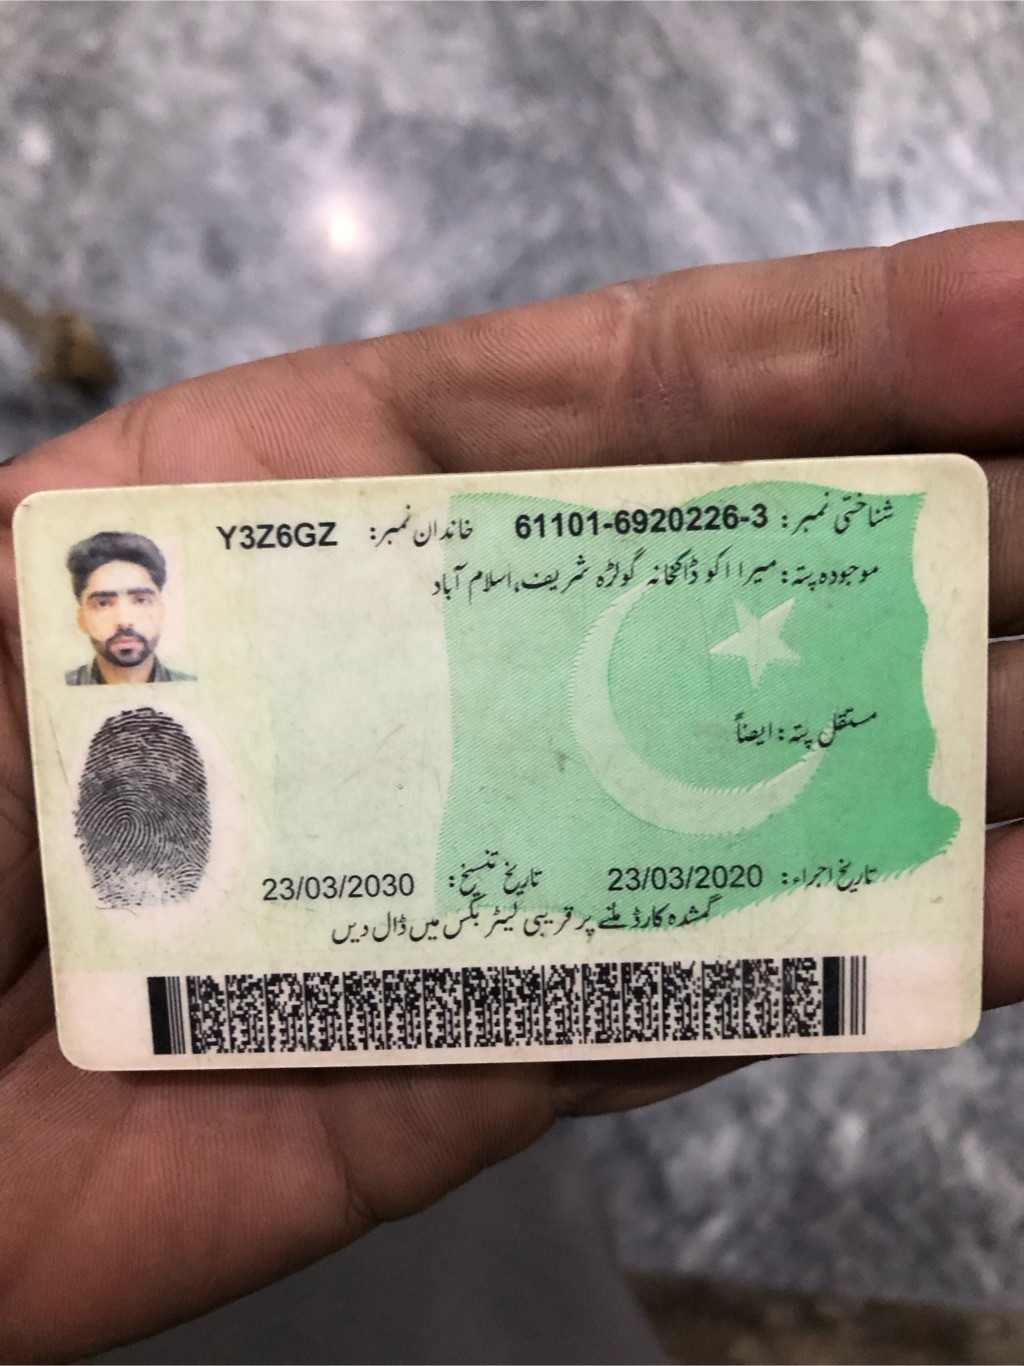 شناختی نمبر: 61101-6920226-3 خاندان نمبر: Y3Z6GZ
موجودہ پتہ: میرا اکو ڈاکخانہ گولڑہ شریف، اسلام آباد
مستقل پتہ: ایضاً
تاریخ اجراء: 23/03/2020 تاریخ تنسیخ: 23/03/2030
گمشدہ کارڈ ملنے پر قریبی لیٹر بکس میں ڈال دیں